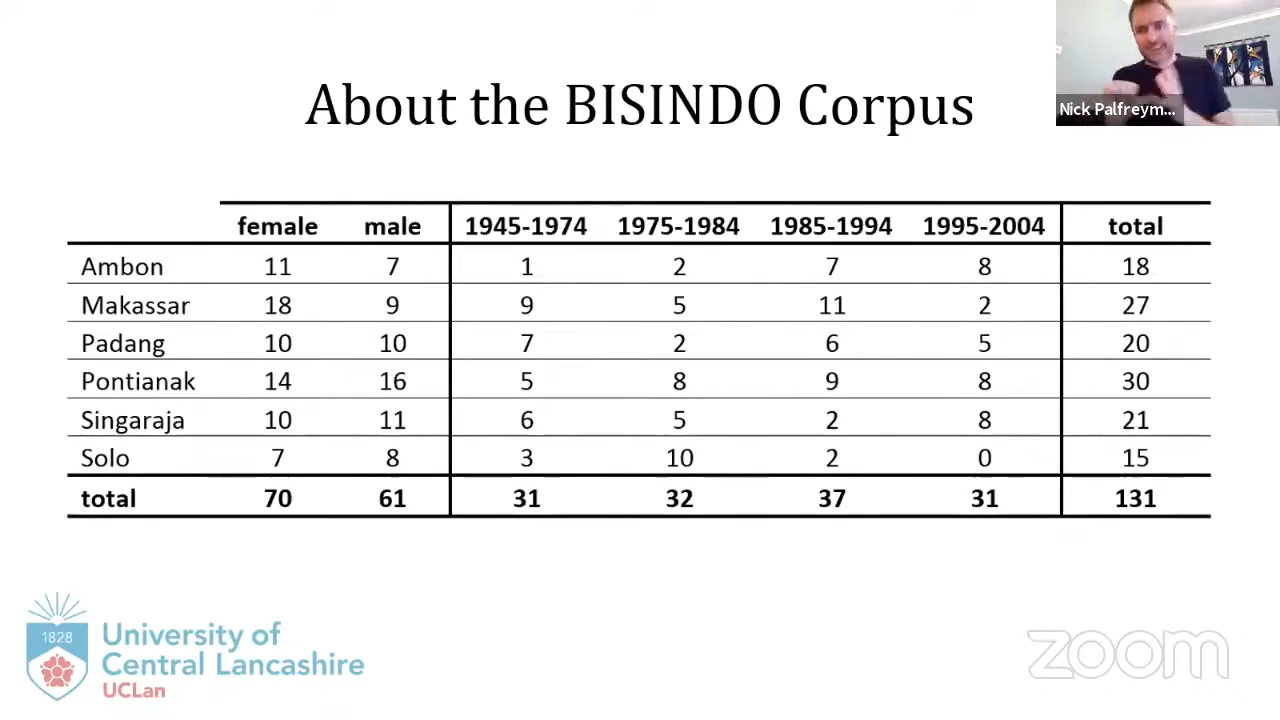 About the BISINDO Corpus
Nick Palfreym...
female male 1945-1974 1975-1984 1985-1994 1995-2004 total
Ambon 11 7 1 2 7 8 18
Makassar 18 9 9 5 11 2 27
Padang 10 10 7 2 6 5 20
Pontianak 14 16 5 8 9 8 30
Singaraja 10 11 6 5 2 8 21
Solo 7 8 3 10 2 0 15
total 70 61 31 32 37 31 131
1828
University of
Central Lancashire
UCLan
zoom